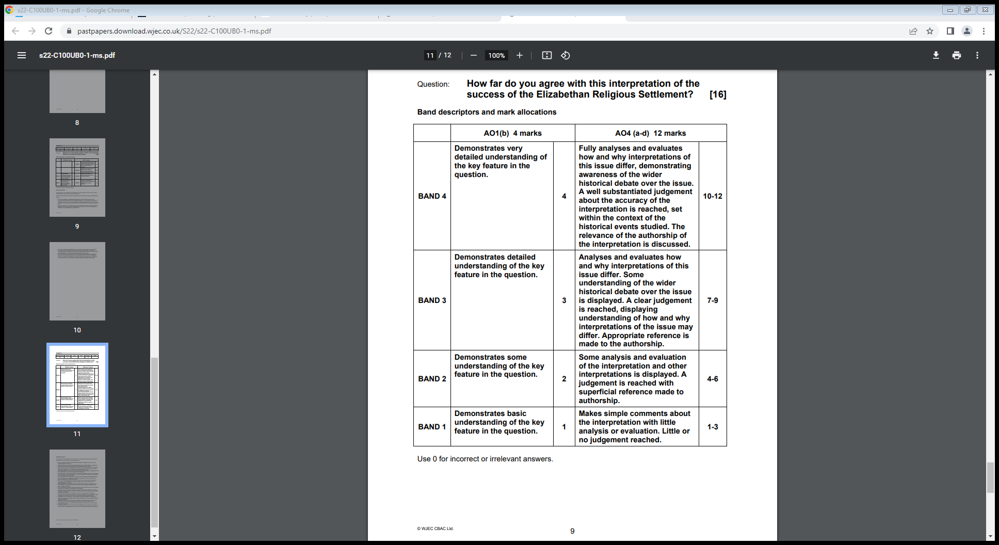 s22-C100UB0-1-ms.pdf - Google Chrome
pastpapers.download.wjec.co.uk/S22/s22-C100UB0-1-ms.pdf
s22-C100UB0-1-ms.pdf
11 / 12
100%
8
9
10
11
12
Question: How far do you agree with this interpretation of the
success of the Elizabethan Religious Settlement? [16]
Band descriptors and mark allocations
AO1(b) 4 marks
AO4 (a-d) 12 marks
BAND 4
Demonstrates very
detailed understanding of
the key feature in the
question.
4
Fully analyses and evaluates
how and why interpretations of
this issue differ, demonstrating
awareness of the wider
historical debate over the issue.
A well substantiated judgement
about the accuracy of the
interpretation is reached, set
within the context of the
historical events studied. The
relevance of the authorship of
the interpretation is discussed.
10-12
BAND 3
Demonstrates detailed
understanding of the key
feature in the question.
3
Analyses and evaluates how
and why interpretations of this
issue differ. Some
understanding of the wider
historical debate over the issue
is displayed. A clear judgement
is reached, displaying
understanding of how and why
interpretations of the issue may
differ. Appropriate reference is
made to the authorship.
7-9
BAND 2
Demonstrates some
understanding of the key
feature in the question.
2
Some analysis and evaluation
of the interpretation and other
interpretations is displayed. A
judgement is reached with
superficial reference made to
authorship.
4-6
BAND 1
Demonstrates basic
understanding of the key
feature in the question.
1
Makes simple comments about
the interpretation with little
analysis or evaluation. Little or
no judgement reached.
1-3
Use 0 for incorrect or irrelevant answers.
© WJEC CBAC Ltd.
9